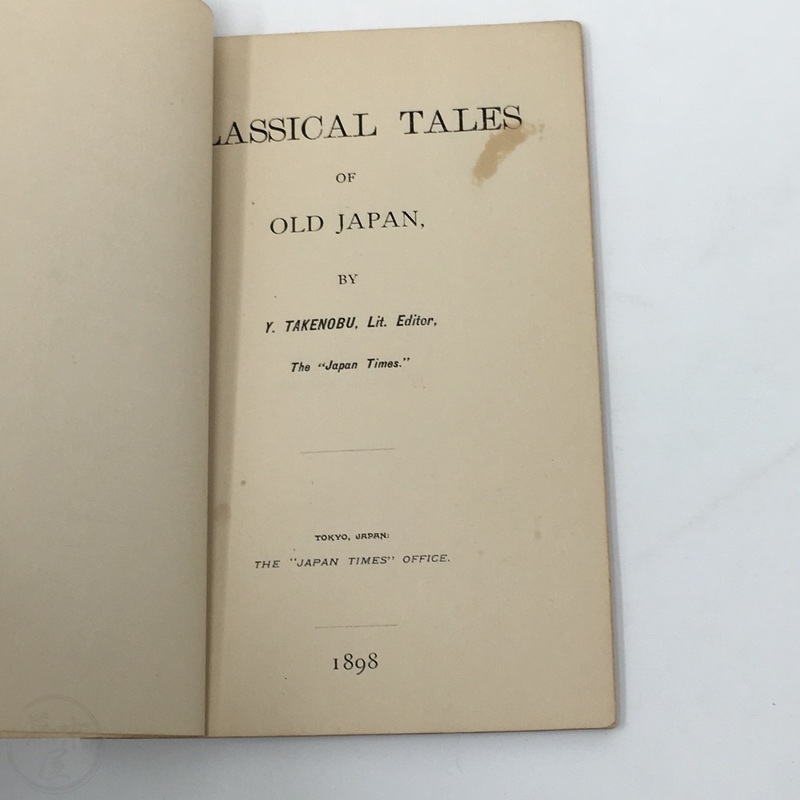 LASSICAL TALES
OF
OLD JAPAN,
BY
Y. TAKENOBU, Lit. Editor,
The "Japan Times."
TOKYO, JAPAN:
THE "JAPAN TIMES" OFFICE.
1898